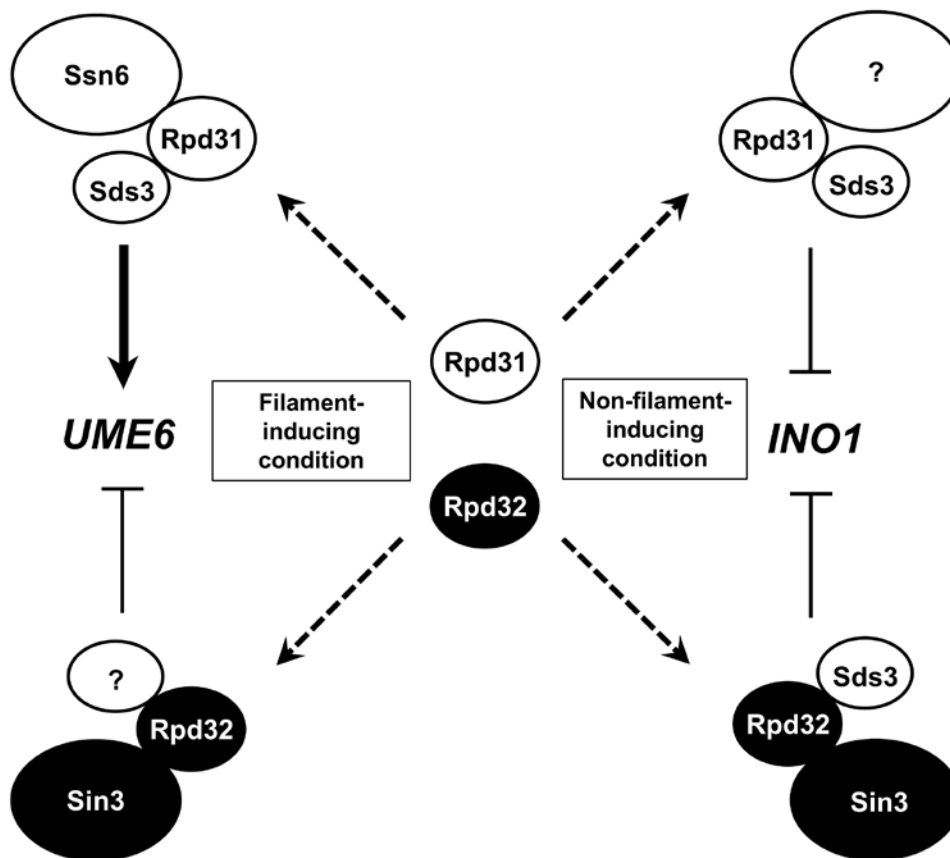 Ssn6
Rpd31
Sds3
?
Rpd31
Sds3
Rpd31
Filament-
inducing
condition
Non-filament-
inducing
condition
UME6
INO1
Rpd32
?
Rpd32
Sin3
Sds3
Rpd32
Sin3